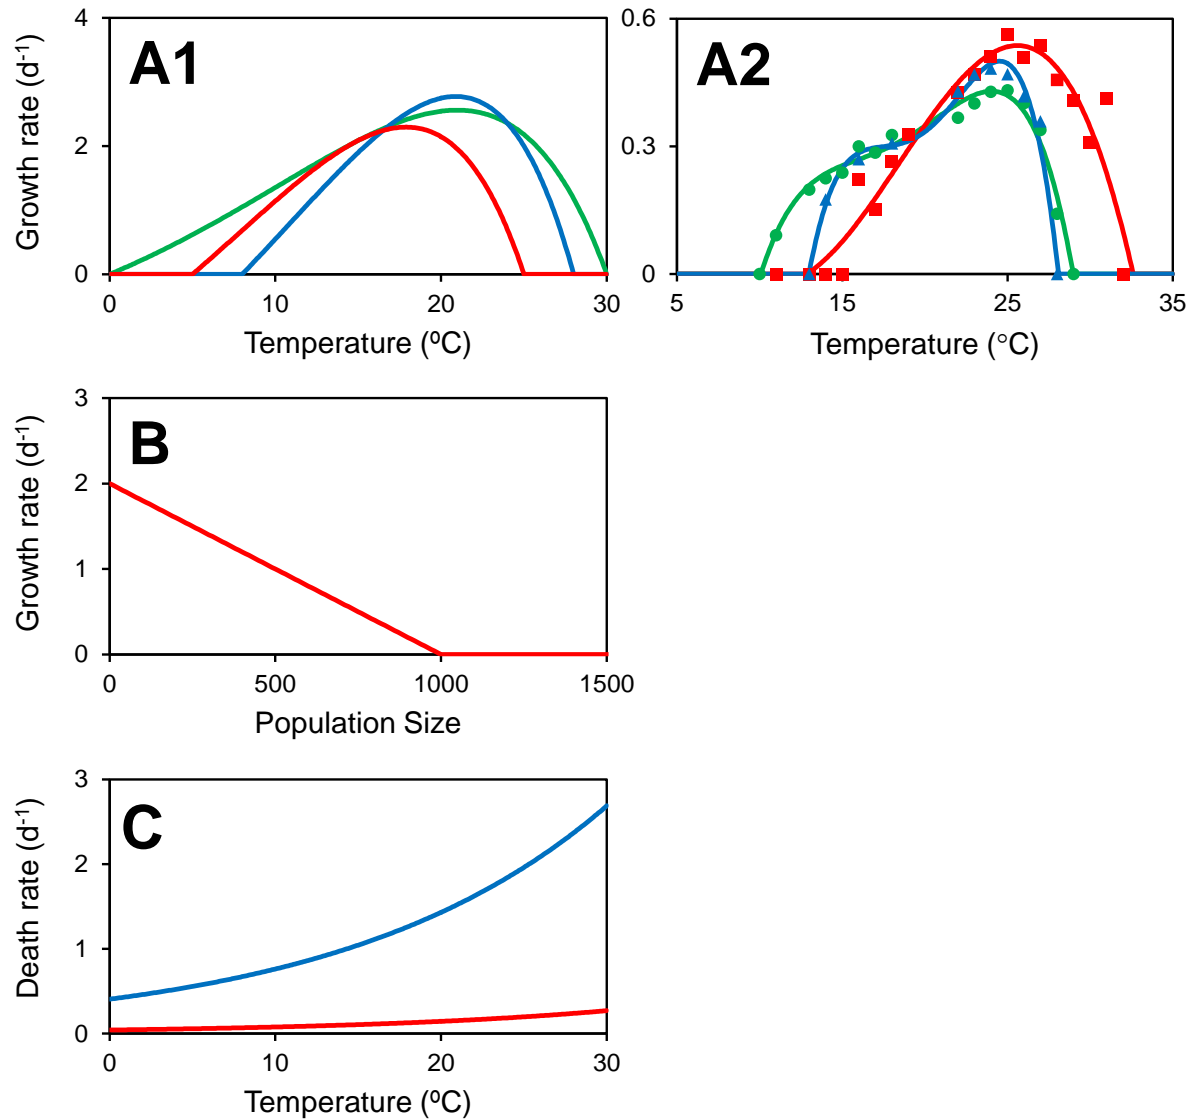 A1
Growth rate (d-1)
4
2
0
0 10 20 30
Temperature (ºC)
A2
0.6
0.3
0
5 15 25 35
Temperature (°C)
B
Growth rate (d-1)
3
2
1
0
0 500 1000 1500
Population Size
C
Death rate (d-1)
3
2
1
0
0 10 20 30
Temperature (ºC)